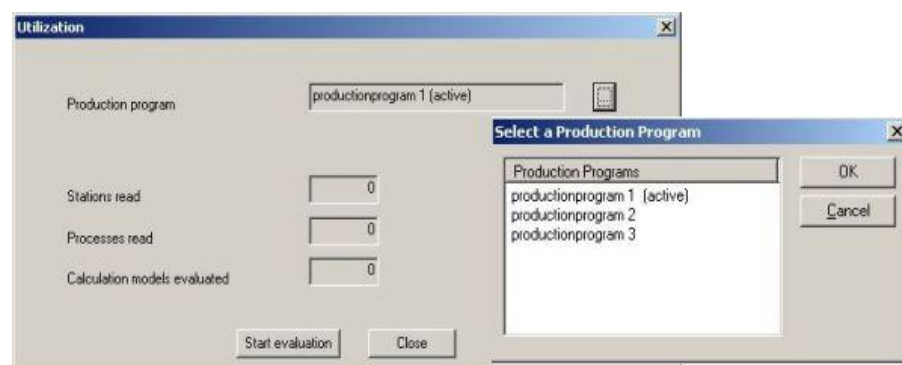 Utilization
Production program
productionprogram 1 (active)
Stations read
0
Processes read
0
Calculation models evaluated
0
Start evaluation
Close
Select a Production Program
Production Programs
productionprogram 1 (active)
productionprogram 2
productionprogram 3
OK
Cancel